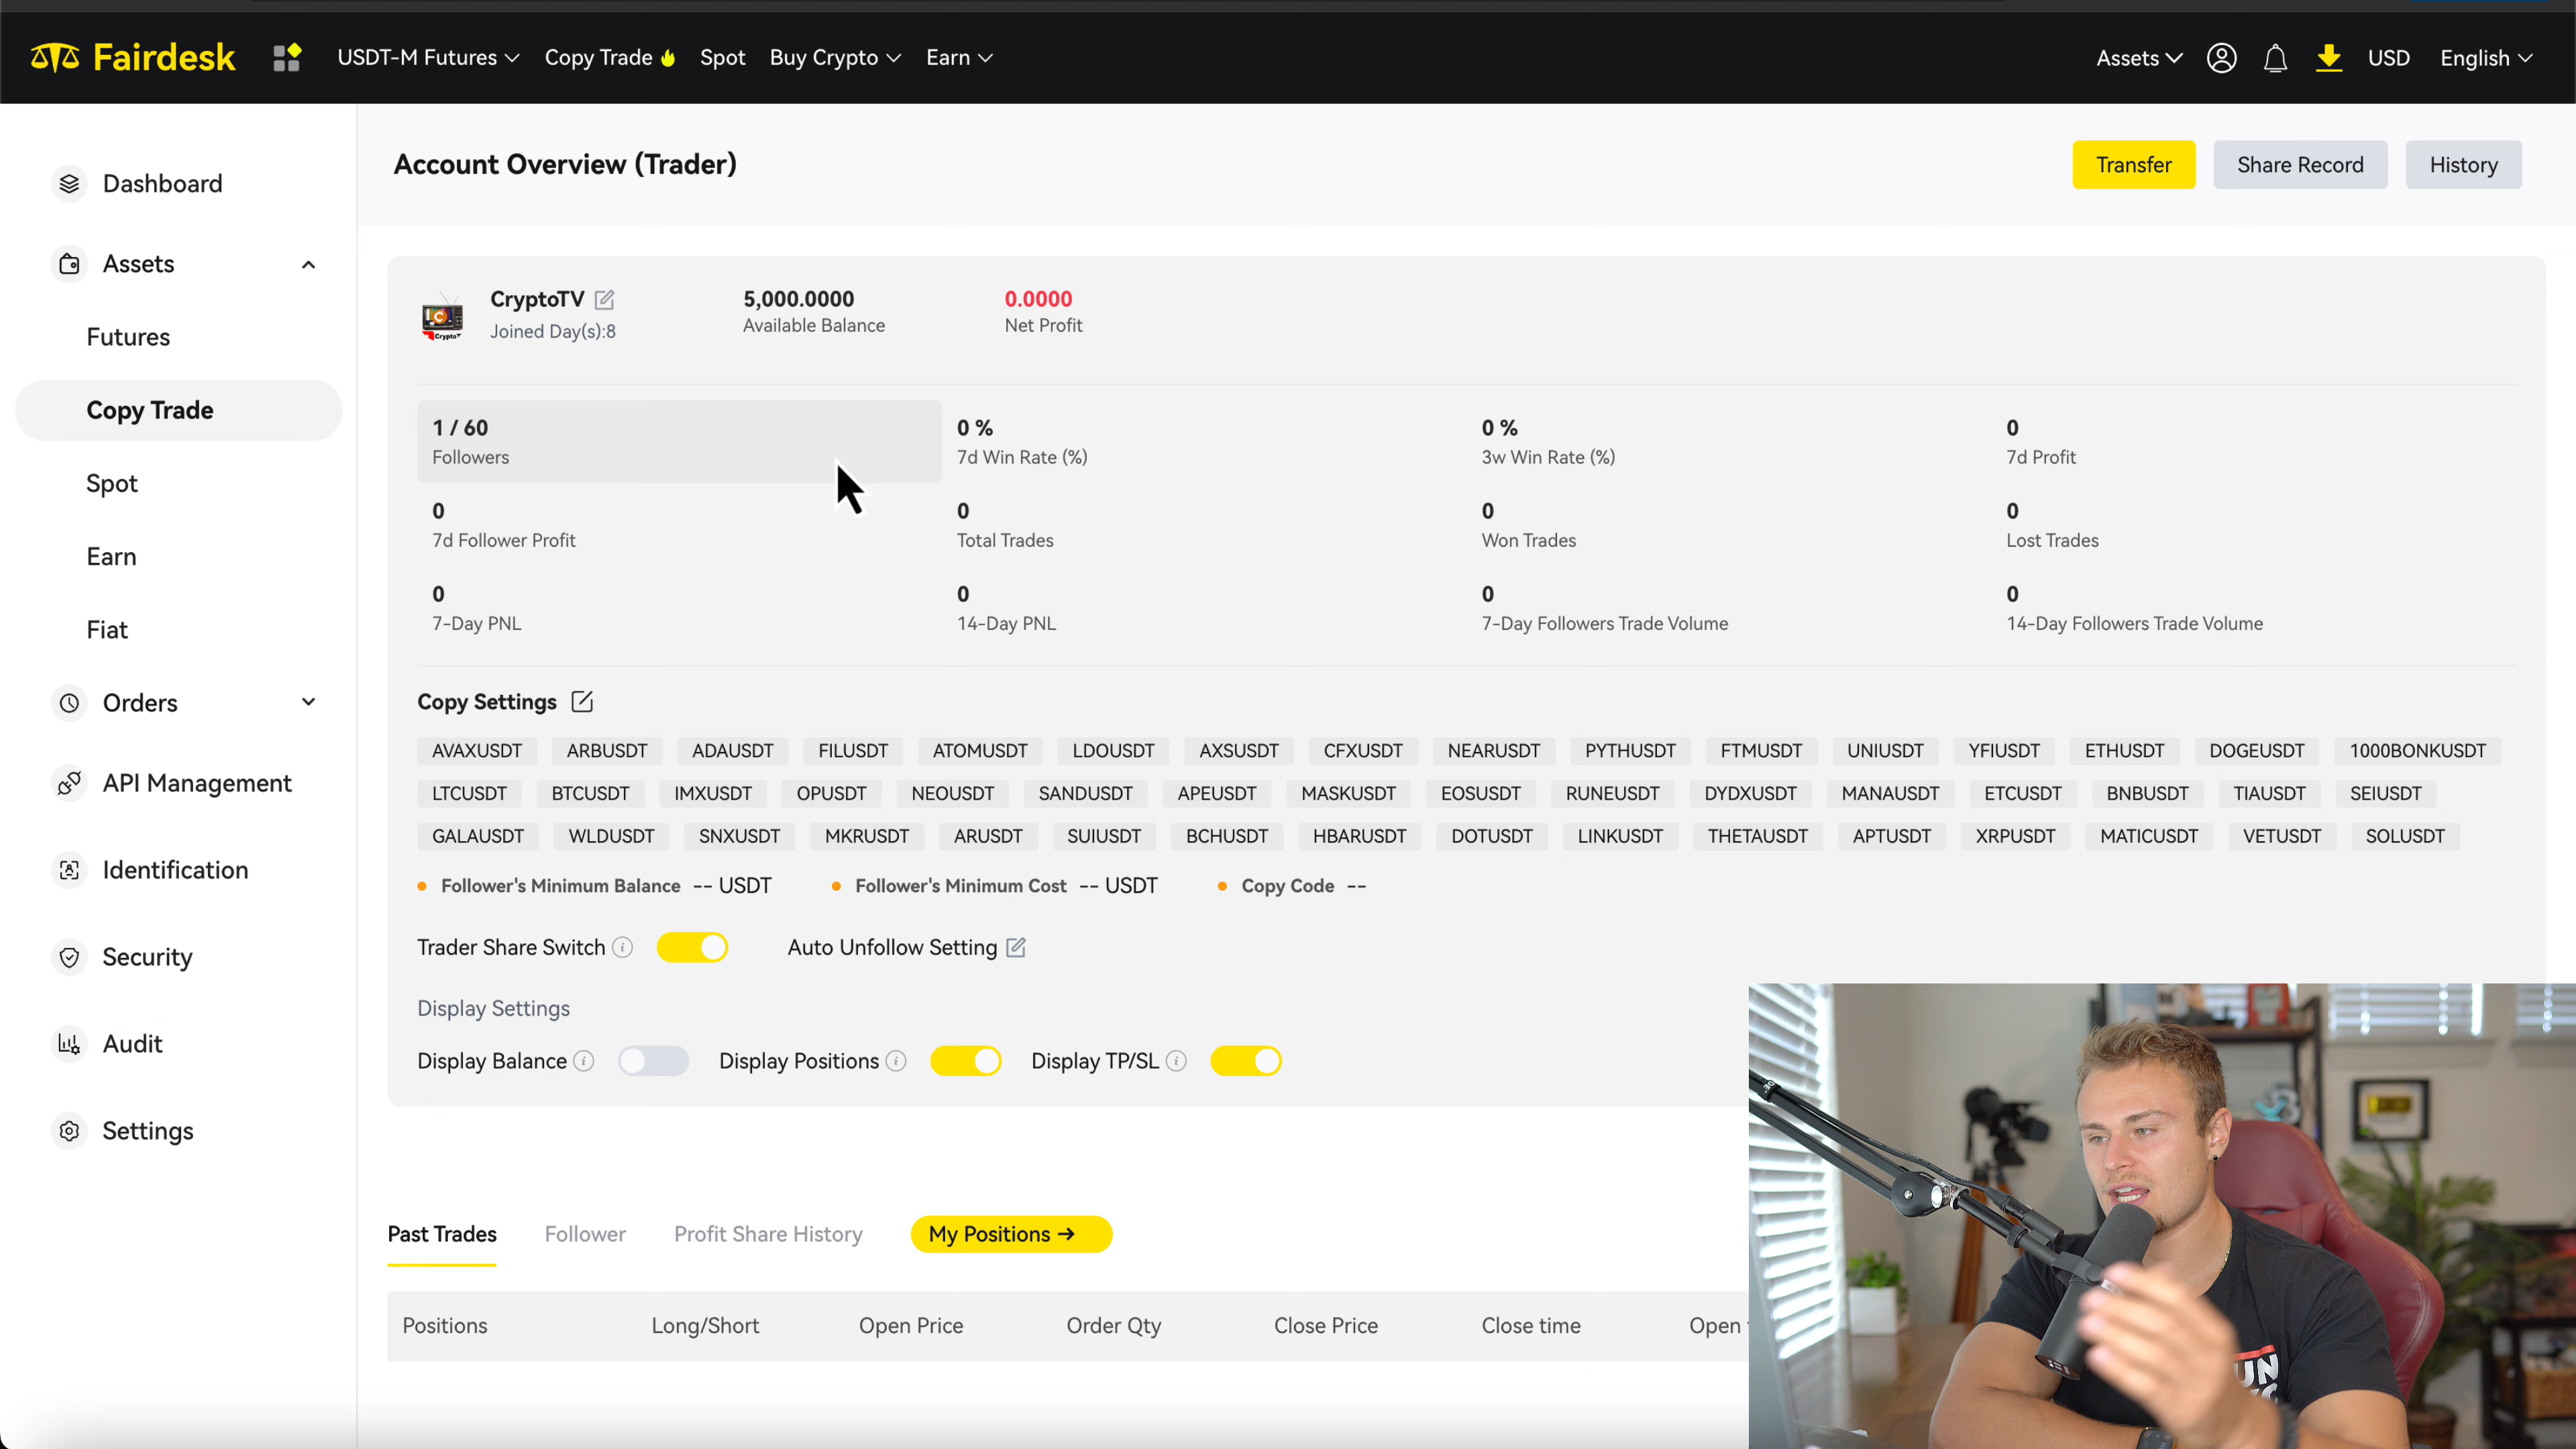 Fairdesk USDT-M Futures Copy Trade Spot Buy Crypto Earn Assets USD English
Dashboard
Assets
Futures
Copy Trade
Spot
Earn
Fiat
Orders
API Management
Identification
Security
Audit
Settings
Account Overview (Trader) Transfer Share Record History
CryptoTV 5,000.0000 0.0000
Joined Day(s):8 Available Balance Net Profit
Crypto
1 / 60 0 % 0 % 0
Followers 7d Win Rate (%) 3w Win Rate (%) 7d Profit
0 0 0 0
7d Follower Profit Total Trades Won Trades Lost Trades
0 0 0 0
7-Day PNL 14-Day PNL 7-Day Followers Trade Volume 14-Day Followers Trade Volume
Copy Settings
AVAXUSDT ARBUSDT ADAUSDT FILUSDT ATOMUSDT LDOUSDT AXSUSDT CFXUSDT NEARUSDT PYTHUSDT FTMUSDT UNIUSDT YFIUSDT ETHUSDT DOGEUSDT 1000BONKUSDT
LTCUSDT BTCUSDT IMXUSDT OPUSDT NEOUSDT SANDUSDT APEUSDT MASKUSDT EOSUSDT RUNEUSDT DYDXUSDT MANAUSDT ETCUSDT BNBUSDT TIAUSDT SEIUSDT
GALAUSDT WLDUSDT SNXUSDT MKRUSDT ARUSDT SUIUSDT BCHUSDT HBARUSDT DOTUSDT LINKUSDT THETAUSDT APTUSDT XRPUSDT MATICUSDT VETUSDT SOLUSDT
Follower's Minimum Balance -- USDT Follower's Minimum Cost -- USDT Copy Code --
Trader Share Switch Auto Unfollow Setting
Display Settings
Display Balance Display Positions Display TP/SL
Past Trades Follower Profit Share History My Positions →
Positions Long/Short Open Price Order Qty Close Price Close time Open
UN